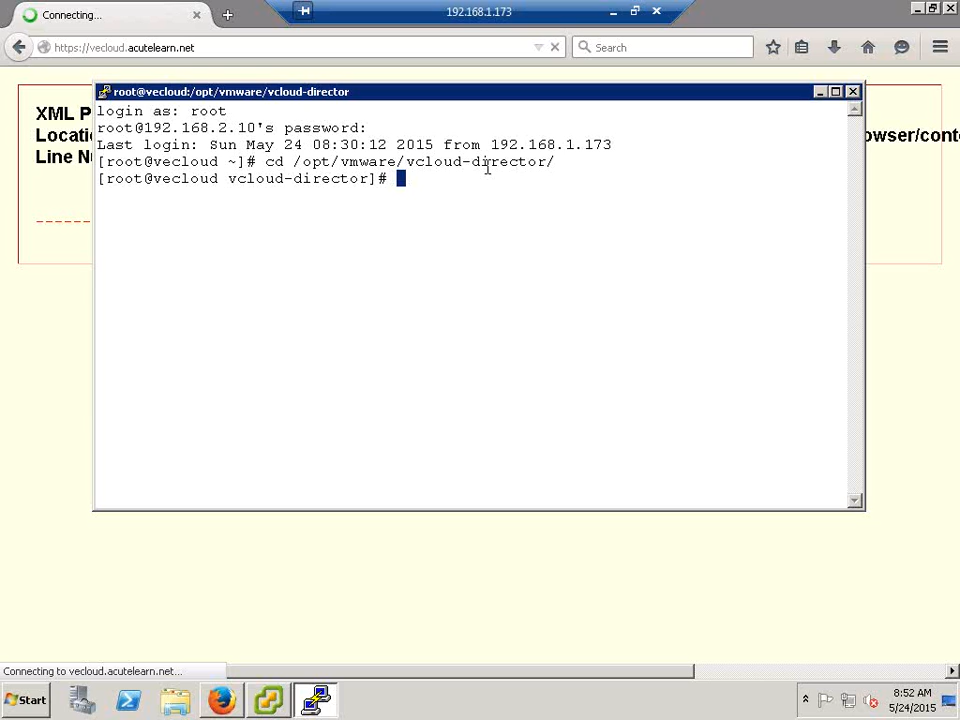 Connecting...
192.168.1.173
https://vecloud.acutelearn.net
Search
XML P
Locatio
Line Nu
owser/cont
root@vecloud:/opt/vmware/vcloud-director
login as: root
root@192.168.2.10's password:
Last login: Sun May 24 08:30:12 2015 from 192.168.1.173
[root@vecloud ~]# cd /opt/vmware/vcloud-director/
[root@vecloud vcloud-director]#
Connecting to vecloud.acutelearn.net...
Start
8:52 AM
5/24/2015